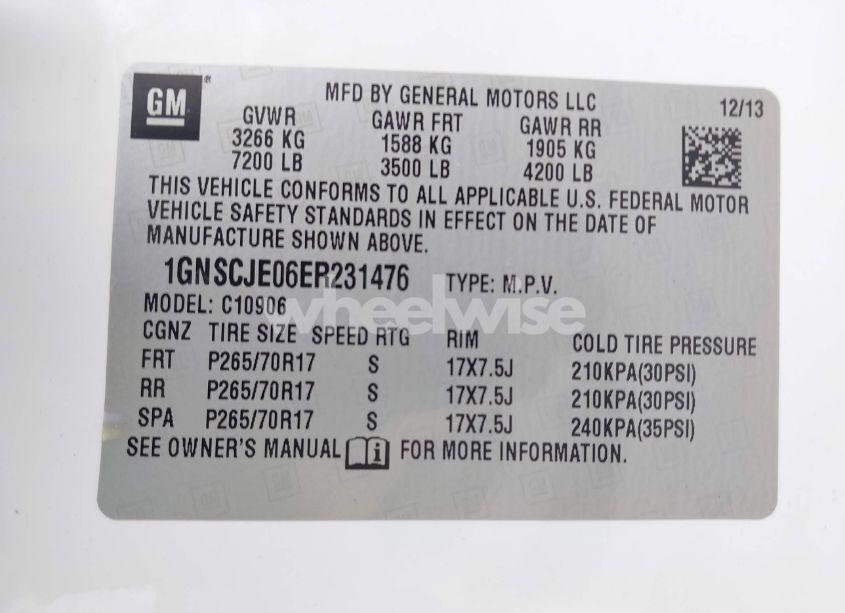 GM
MFD BY GENERAL MOTORS LLC
12/13
GVWR GAWR FRT GAWR RR
3266 KG 1588 KG 1905 KG
7200 LB 3500 LB 4200 LB
THIS VEHICLE CONFORMS TO ALL APPLICABLE U.S. FEDERAL MOTOR
VEHICLE SAFETY STANDARDS IN EFFECT ON THE DATE OF
MANUFACTURE SHOWN ABOVE.
1GNSCJE06ER231476 TYPE: M.P.V.
MODEL: C10906
wheelwise
CGNZ TIRE SIZE SPEED RTG RIM COLD TIRE PRESSURE
FRT P265/70R17 S 17X7.5J 210KPA(30PSI)
RR P265/70R17 S 17X7.5J 210KPA(30PSI)
SPA P265/70R17 S 17X7.5J 240KPA(35PSI)
SEE OWNER'S MANUAL i FOR MORE INFORMATION.